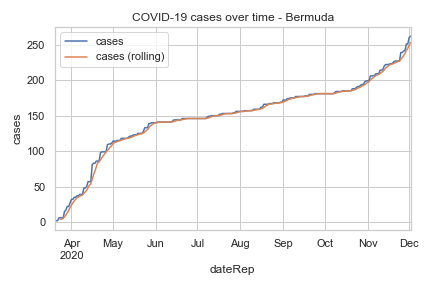 COVID-19 cases over time - Bermuda
cases
cases (rolling)
250
200
150
100
50
0
cases
Apr May Jun Jul Aug Sep Oct Nov Dec
2020
dateRep